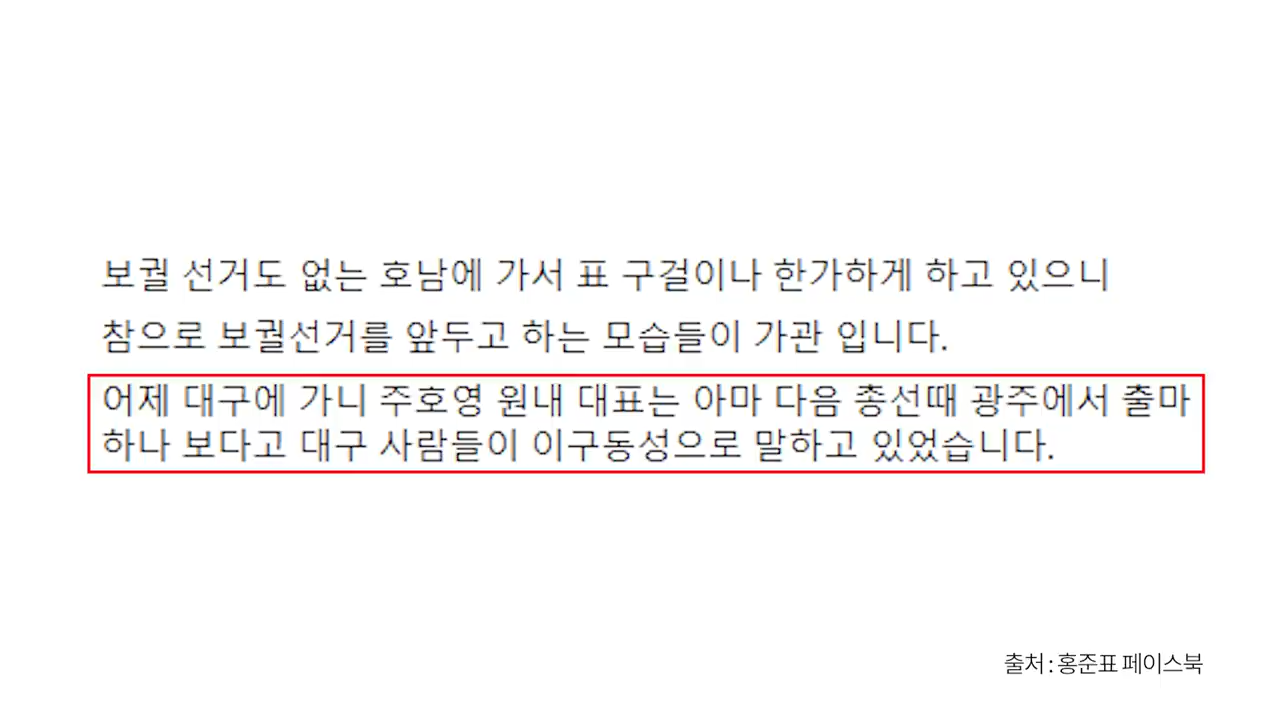 보궐 선거도 없는 호남에 가서 표 구걸이나 한가하게 하고 있으니
참으로 보궐선거를 앞두고 하는 모습들이 가관 입니다.
어제 대구에 가니 주호영 원내 대표는 아마 다음 총선때 광주에서 출마
하나 보다고 대구 사람들이 이구동성으로 말하고 있었습니다.
출처 : 홍준표 페이스북